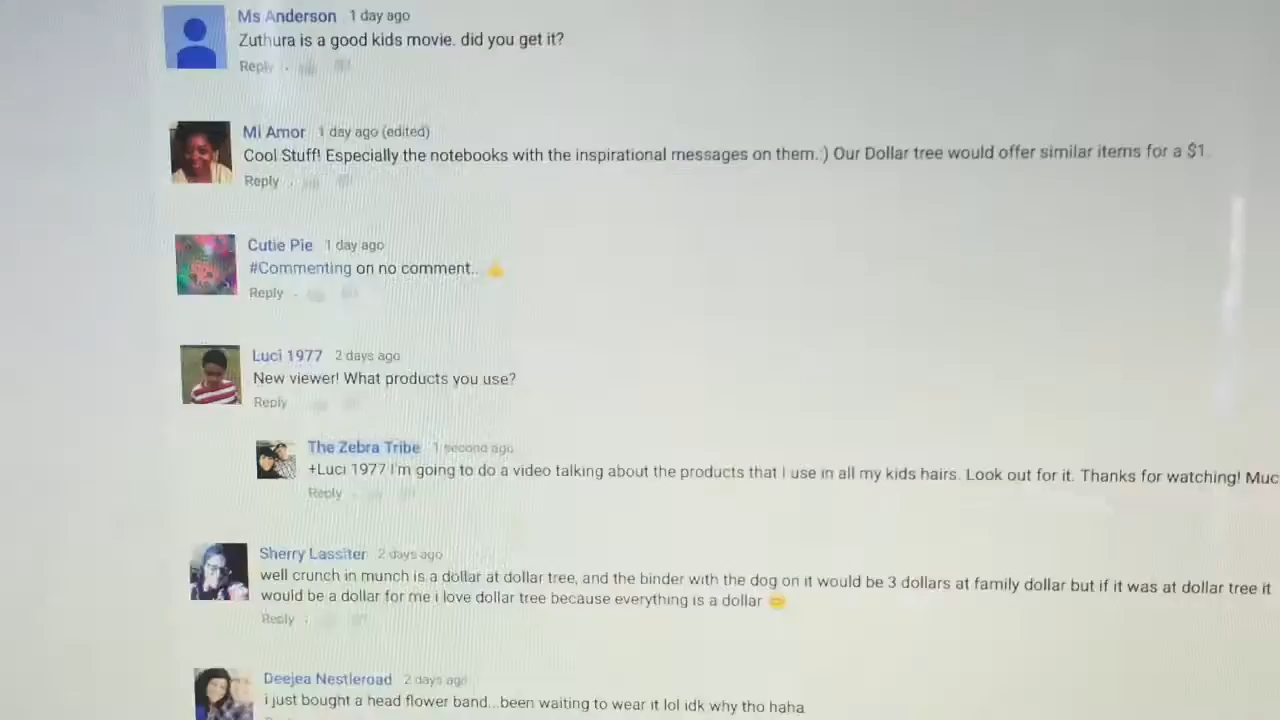 Ms Anderson 1 day ago
Zuthura is a good kids movie. did you get it?
Reply
Mi Amor 1 day ago (edited)
Cool Stuff! Especially the notebooks with the inspirational messages on them.:) Our Dollar tree would offer similar items for a $1.
Reply
Cutie Pie 1 day ago
#Commenting on no comment..
Reply
Luci 1977 2 days ago
New viewer! What products you use?
Reply
The Zebra Tribe 1 second ago
+Luci 1977 I'm going to do a video talking about the products that I use in all my kids hairs. Look out for it. Thanks for watching! Muc
Reply
Sherry Lassiter 2 days ago
well crunch in munch is a dollar at dollar tree, and the binder with the dog on it would be 3 dollars at family dollar but if it was at dollar tree it
would be a dollar for me i love dollar tree because everything is a dollar
Reply
Deejea Nestleroad 2 days ago
i just bought a head flower band...been waiting to wear it lol idk why tho haha